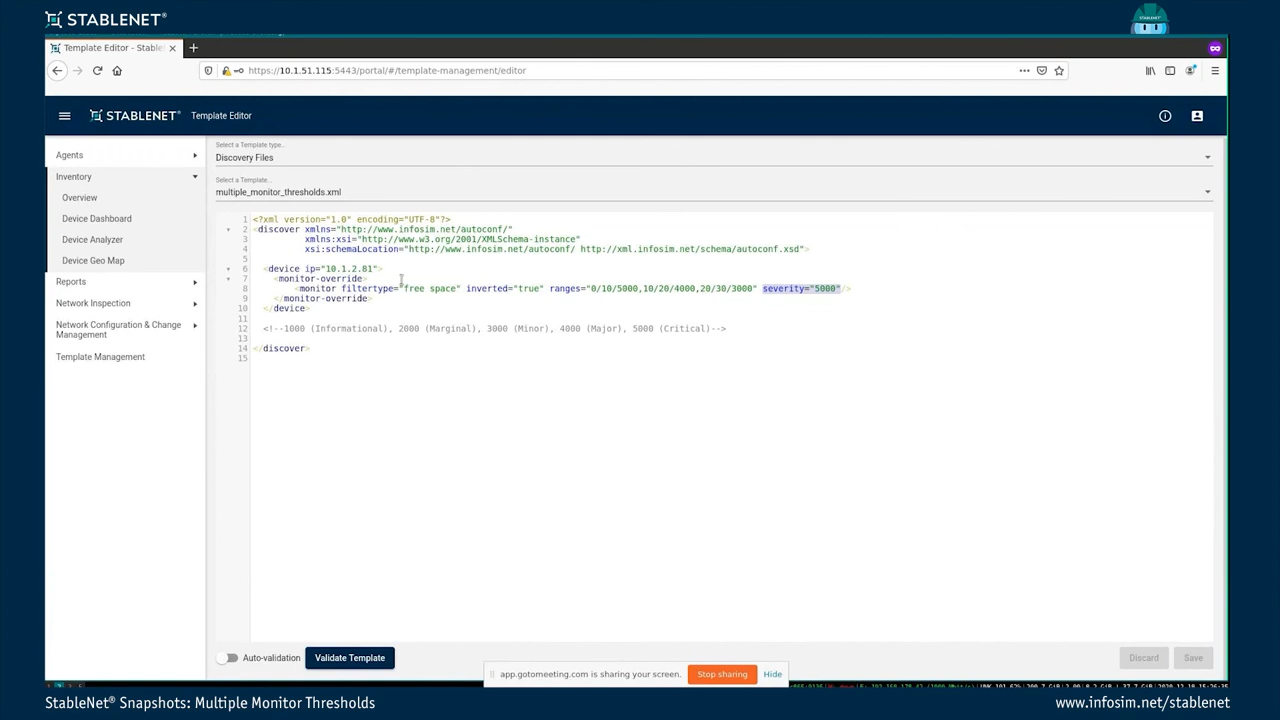 STABLENET®
STABLENET
Template Editor - Stable
https://10.1.51.115:5443/portal/#/template-management/editor
STABLENET® Template Editor
Agents
Inventory
Overview
Device Dashboard
Device Analyzer
Device Geo Map
Reports
Network Inspection
Network Configuration & Change
Management
Template Management
Select a Template type...
Discovery Files
Select a Template...
multiple_monitor_thresholds.xml
1 <?xml version="1.0" encoding="UTF-8"?>
2 <discover xmlns="http://www.infosim.net/autoconf/"
3 xmlns:xsi="http://www.w3.org/2001/XMLSchema-instance"
4 xsi:schemaLocation="http://www.infosim.net/autoconf/ http://xml.infosim.net/schema/autoconf.xsd">
5
6 <device ip="10.1.2.81">
7 <monitor-override>
8 <monitor filtertype="free space" inverted="true" ranges="0/10/5000,10/20/4000,20/30/3000" severity="5000"/>
9 </monitor-override>
10 </device>
11
12 <!--1000 (Informational), 2000 (Marginal), 3000 (Minor), 4000 (Major), 5000 (Critical)-->
13
14 </discover>
15
Auto-validation
Validate Template
Discard
Save
app.gotomeeting.com is sharing your screen.
Stop sharing
Hide
StableNet® Snapshots: Multiple Monitor Thresholds
www.infosim.net/stablenet